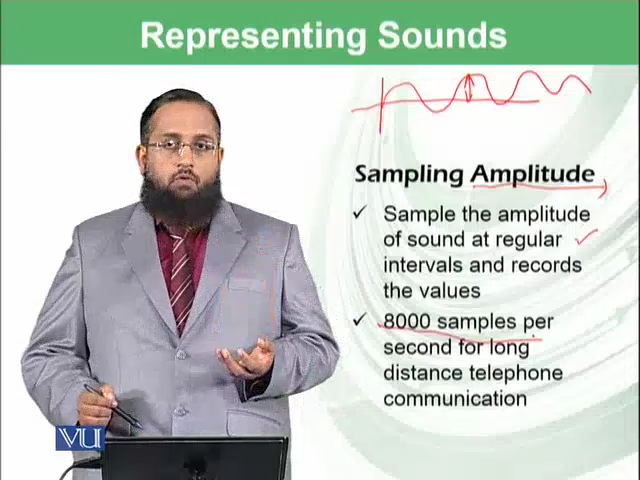 Representing Sounds
Sampling Amplitude
✓ Sample the amplitude
of sound at regular
intervals and records
the values
✓ 8000 samples per
second for long
distance telephone
communication
VU